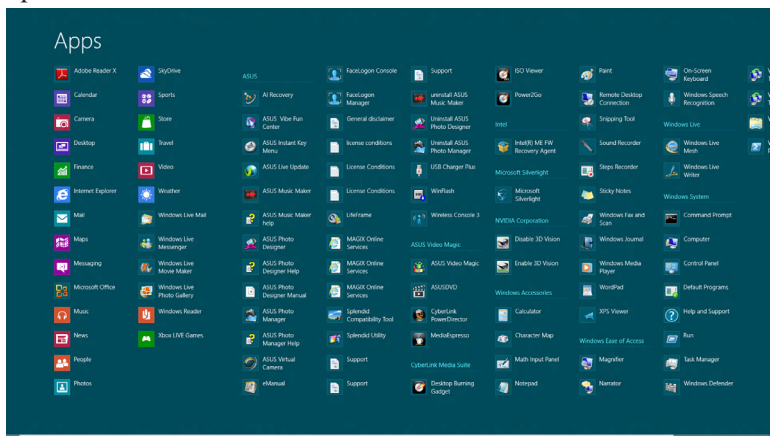 Apps
Adobe Reader X
Calendar
Camera
Desktop
Finance
Internet Explorer
Mail
Maps
Messaging
Microsoft Office
Music
News
People
Photos
SkyDrive
Sports
Store
Travel
Video
Weather
Windows Live Mail
Windows Live
Messenger
Windows Live
Movie Maker
Windows Live
Photo Gallery
Windows Reader
Xbox LIVE Games
ASUS
AI Recovery
ASUS Vibe Fun
Center
ASUS Instant Key
Menu
ASUS Live Update
ASUS Music Maker
ASUS Music Maker
help
ASUS Photo
Designer
ASUS Photo
Designer Help
ASUS Photo
Designer Manual
ASUS Photo
Manager
ASUS Photo
Manager Help
ASUS Virtual
Camera
eManual
FaceLogon Console
FaceLogon
Manager
General disclaimer
license conditions
License Conditions
License Conditions
LifeFrame
MAGIX Online
Services
MAGIX Online
Services
MAGIX Online
Services
Splendid
Compatibility Tool
Splendid Utility
Support
Support
Support
uninstall ASUS
Music Maker
Uninstall ASUS
Photo Designer
Uninstall ASUS
Photo Manager
USB Charger Plus
WinFlash
Wireless Console 3
ASUS Video Magic
ASUS Video Magic
ASUSDVD
CyberLink
PowerDirector
MediaEspresso
CyberLink Media Suite
Desktop Burning
Gadget
ISO Viewer
Power2Go
Intel
Intel(R) ME FW
Recovery Agent
Microsoft Silverlight
Microsoft
Silverlight
NVIDIA Corporation
Disable 3D Vision
Enable 3D Vision
Windows Accessories
Calculator
Character Map
Math Input Panel
Notepad
Paint
Remote Desktop
Connection
Snipping Tool
Sound Recorder
Steps Recorder
Sticky Notes
Windows Fax and
Scan
Windows Journal
Windows Media
Player
WordPad
XPS Viewer
Windows Ease of Access
Magnifier
Narrator
On-Screen
Keyboard
Windows Speech
Recognition
Windows Live
Windows Live
Mesh
Windows Live
Writer
Windows System
Command Prompt
Computer
Control Panel
Default Programs
Help and Support
Run
Task Manager
Windows Defender